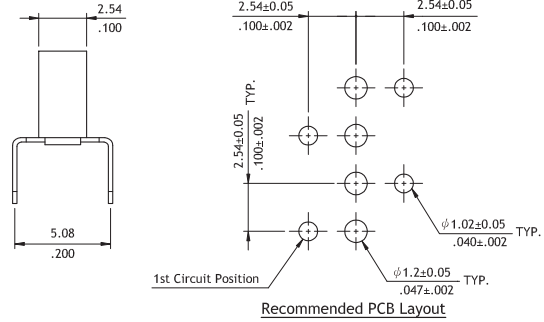 2.54
.100
2.54±0.05
.100±.002
2.54±0.05
.100±.002
2.54±0.05
.100±.002
TYP.
5.08
.200
ϕ1.02±0.05
.040±.002
TYP.
1st Circuit Position
ϕ1.2±0.05
.047±.002
TYP.
Recommended PCB Layout